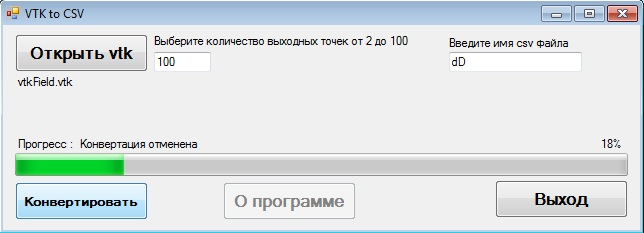 VTK to CSV
Открыть vtk
Выберите количество выходных точек от 2 до 100
Введите имя csv файла
100
dD
vtkField.vtk
Прогресс : Конвертация отменена
18%
Конвертировать
О программе
Выход